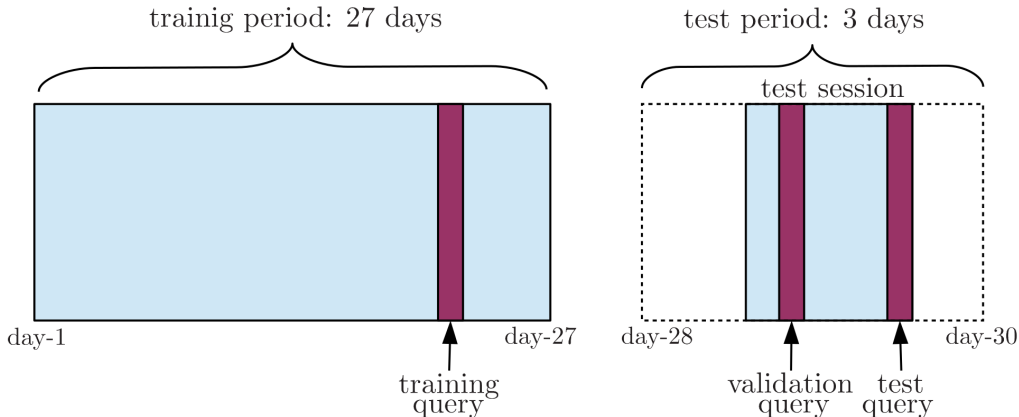 trainig period: 27 days
test period: 3 days
test session
day-1
day-27
day-28
day-30
training
query
validation
query
test
query